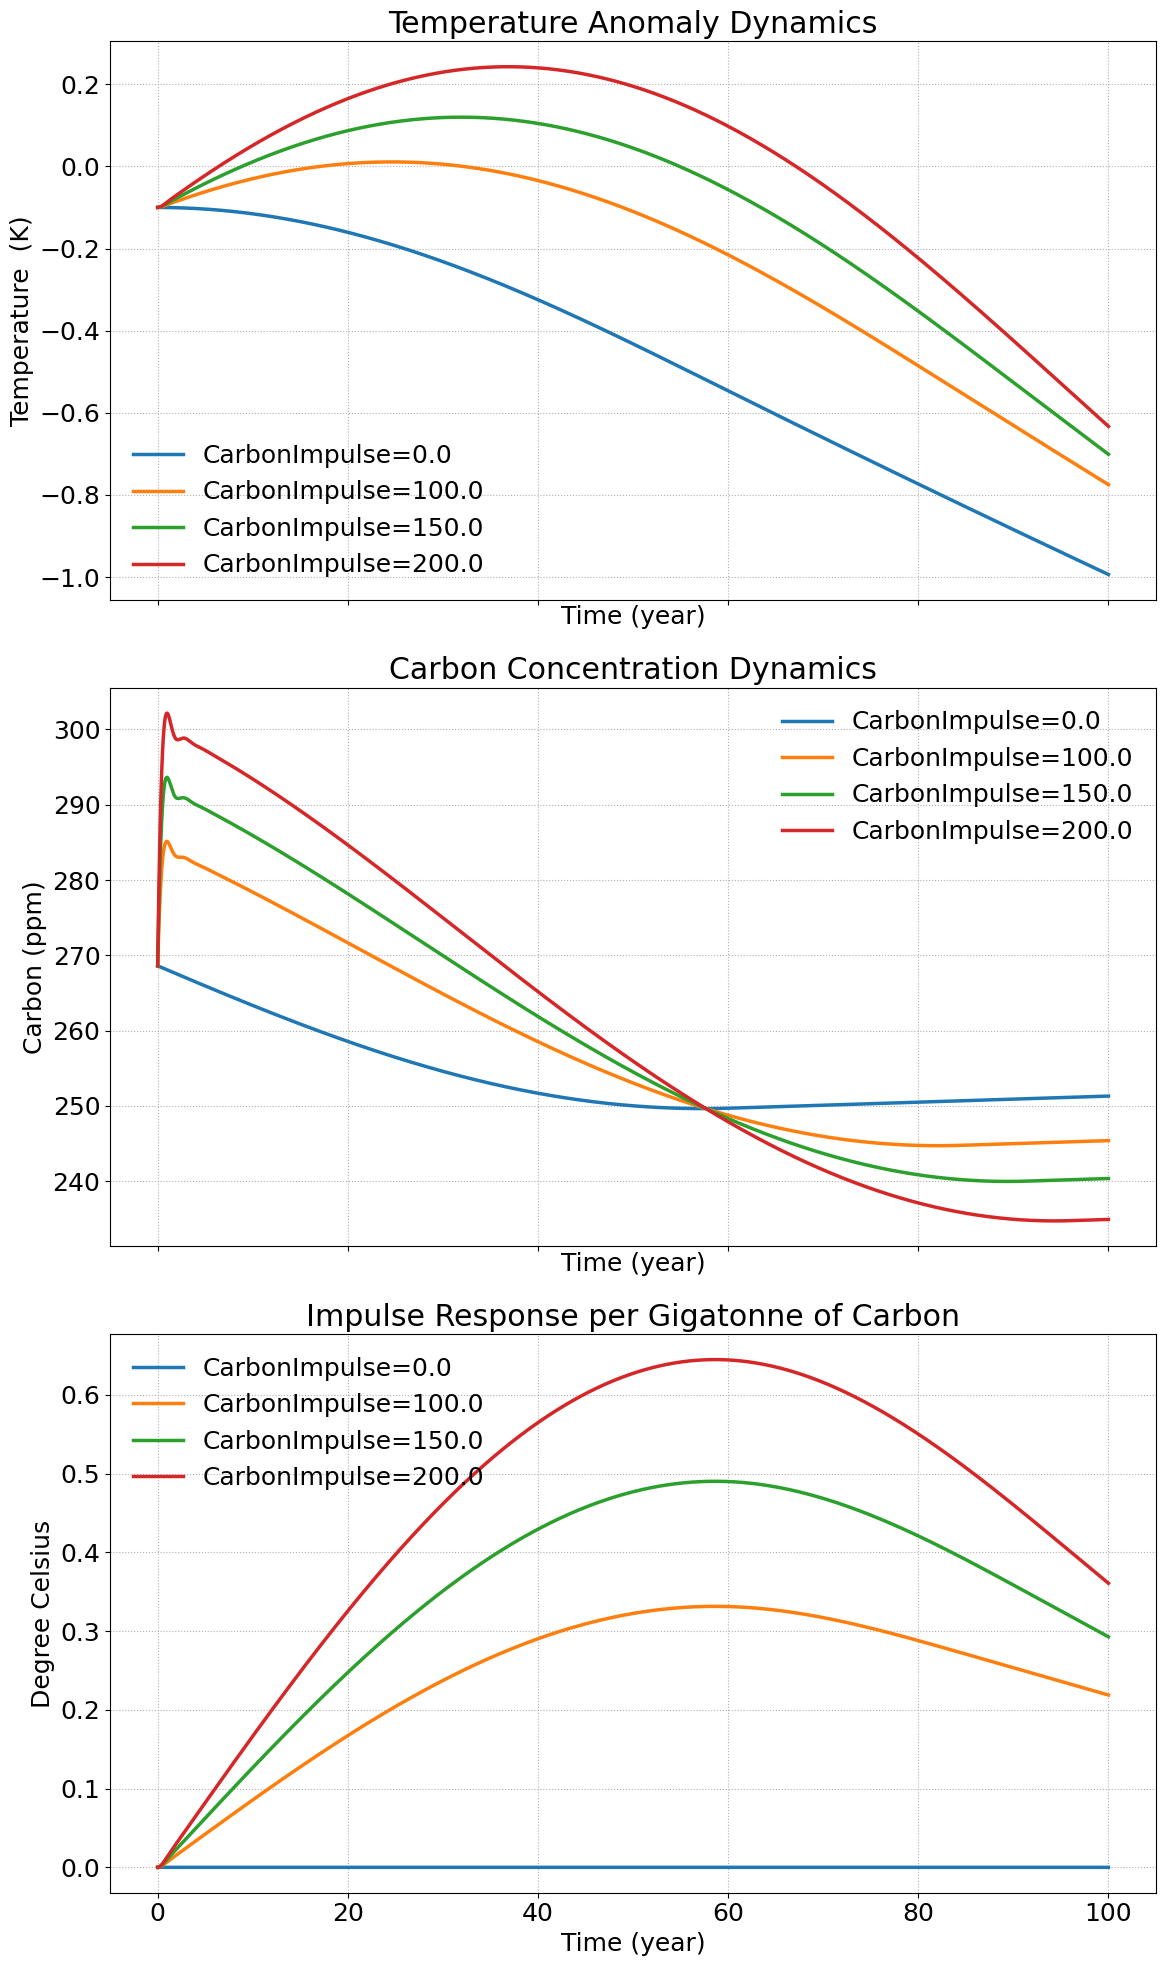 Temperature Anomaly Dynamics
0.2
0.0
−0.2
−0.4
−0.6
−0.8
−1.0
Temperature  (K)
CarbonImpulse=0.0
CarbonImpulse=100.0
CarbonImpulse=150.0
CarbonImpulse=200.0
Time (year)
Carbon Concentration Dynamics
300
290
280
270
260
250
240
Carbon (ppm)
CarbonImpulse=0.0
CarbonImpulse=100.0
CarbonImpulse=150.0
CarbonImpulse=200.0
Time (year)
Impulse Response per Gigatonne of Carbon
0.6
0.5
0.4
0.3
0.2
0.1
0.0
Degree Celsius
CarbonImpulse=0.0
CarbonImpulse=100.0
CarbonImpulse=150.0
CarbonImpulse=200.0
0 20 40 60 80 100
Time (year)